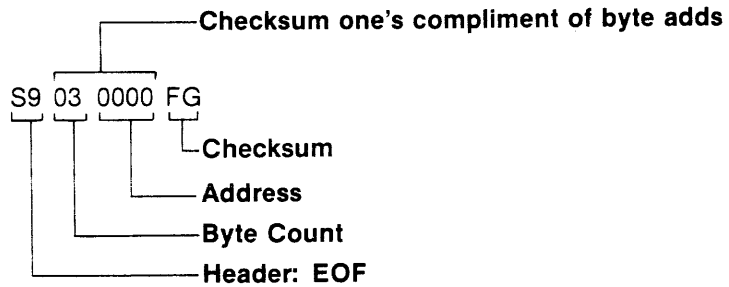 Checksum one's compliment of byte adds
S9 03 0000 FG
Checksum
Address
Byte Count
Header: EOF